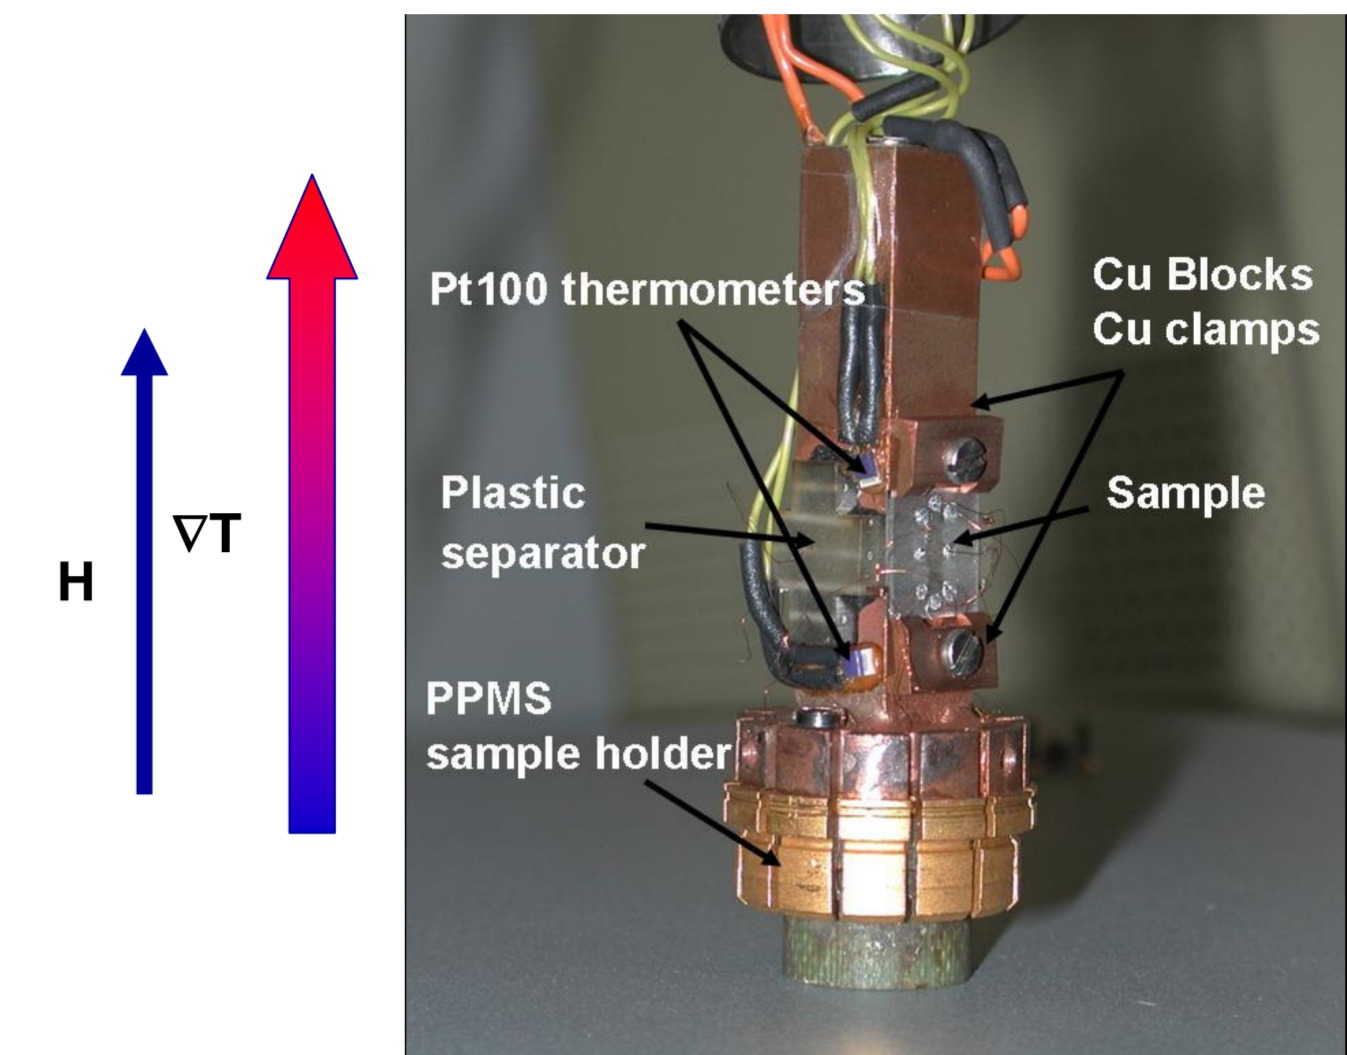 Pt100 thermometers
Cu Blocks
Cu clamps
Plastic
separator
Sample
∇T
H
PPMS
sample holder